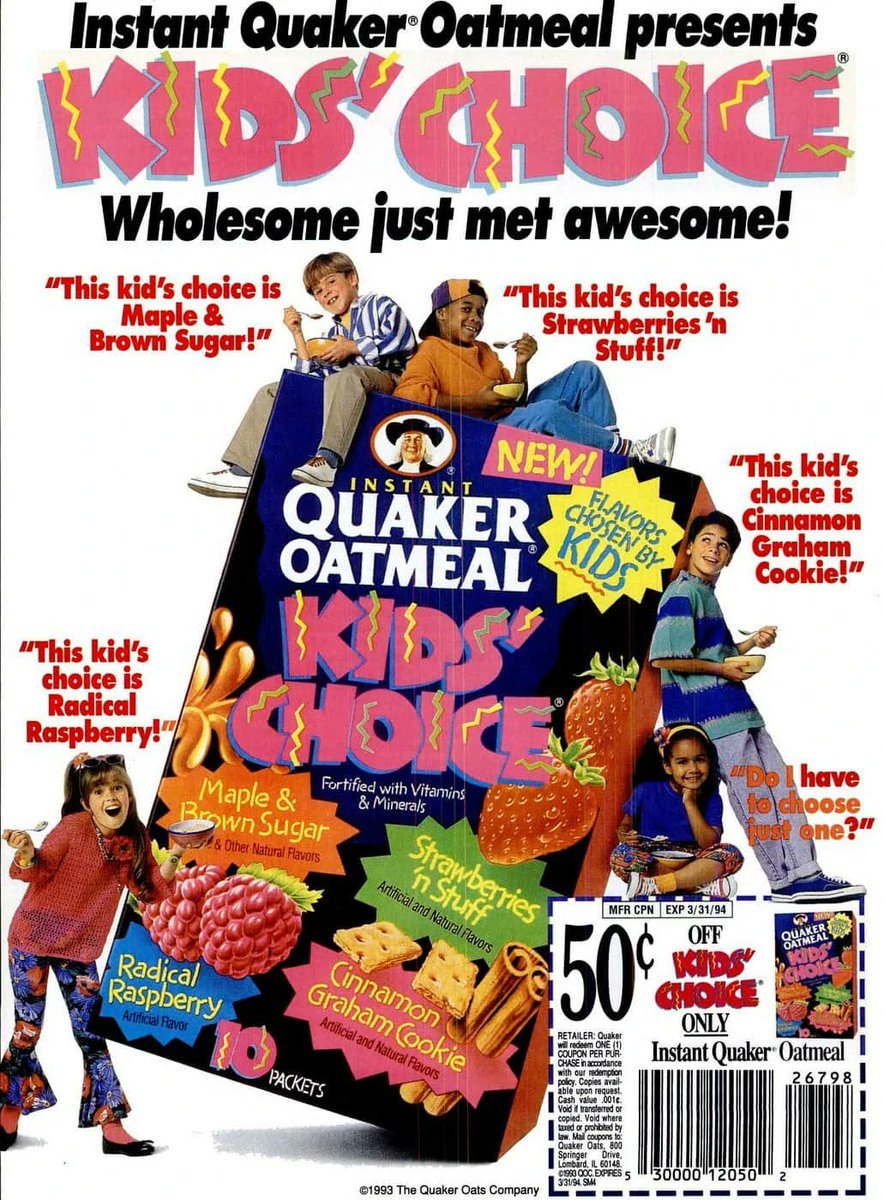 Instant Quaker® Oatmeal presents
KIDS' CHOICE®
Wholesome just met awesome!
"This kid's choice is
Maple &
Brown Sugar!"
"This kid's choice is
Strawberries 'n
Stuff!"
"This kid's
choice is
Cinnamon
Graham
Cookie!"
"This kid's
choice is
Radical
Raspberry!"
"Do I have
to choose
just one?"
INSTANT
QUAKER
OATMEAL®
NEW!
FLAVORS
CHOSEN BY
KIDS
KIDS'
CHOICE®
Fortified with Vitamins
& Minerals
Maple &
Brown Sugar
& Other Natural Flavors
Strawberries
'n Stuff
Artificial and Natural Flavors
Radical
Raspberry
Artificial Flavor
Cinnamon
Graham Cookie
Artificial and Natural Flavors
10
PACKETS
MFR CPN EXP 3/31/94
50¢
OFF
KIDS'
CHOICE®
ONLY
Instant Quaker® Oatmeal
RETAILER: Quaker
will redeem ONE (1)
COUPON PER PUR-
CHASE in accordance
with our redemption
policy. Copies avail-
able upon request.
Cash value .001¢.
Void if transferred or
copied. Void where
taxed or prohibited by
law. Mail coupons to:
Quaker Oats, 800
Springer Drive,
Lombard, IL 60148.
©1993 QOC. EXPIRES
3/31/94. SM4
NEW
QUAKER
OATMEAL
KIDS'
CHOICE
10
26798
5 30000 12050 2
©1993 The Quaker Oats Company